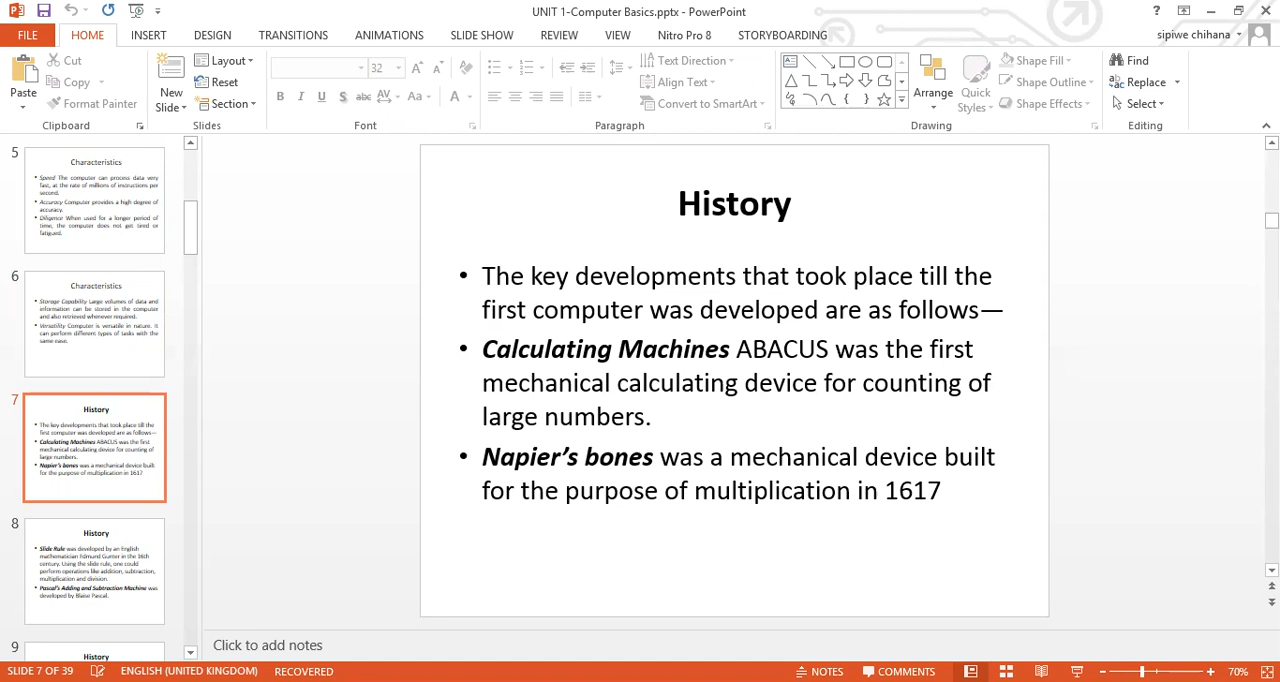 UNIT 1-Computer Basics.pptx - PowerPoint
FILE HOME INSERT DESIGN TRANSITIONS ANIMATIONS SLIDE SHOW REVIEW VIEW Nitro Pro 8 STORYBOARDING sipiwe chihana
Paste
Cut
Copy
Format Painter
Clipboard
New
Slide
Layout
Reset
Section
Slides
32
B I U S abc AV Aa A
Font
Text Direction
Align Text
Convert to SmartArt
Paragraph
Arrange
Quick
Styles
Shape Fill
Shape Outline
Shape Effects
Drawing
Find
Replace
Select
Editing
5
Characteristics
• Speed The computer can process data very
fast, at the rate of millions of instructions per
second.
• Accuracy Computer provides a high degree of
accuracy.
• Diligence When used for a longer period of
time, the computer does not get tired or
fatigued.
6
Characteristics
• Storage Capability Large volumes of data and
information can be stored in the computer
and also retrieved whenever required.
• Versatility Computer is versatile in nature. It
can perform different types of tasks with the
same ease.
7
History
• The key developments that took place till the
first computer was developed are as follows—
• Calculating Machines ABACUS was the first
mechanical calculating device for counting of
large numbers.
• Napier's bones was a mechanical device built
for the purpose of multiplication in 1617
8
History
• Slide Rule was developed by an English
mathematician Edmund Gunter in the 16th
century. Using the slide rule, one could
perform operations like addition, subtraction,
multiplication and division.
• Pascal's Adding and Subtraction Machine was
developed by Blaise Pascal.
9
History
History
• The key developments that took place till the
first computer was developed are as follows—
• Calculating Machines ABACUS was the first
mechanical calculating device for counting of
large numbers.
• Napier’s bones was a mechanical device built
for the purpose of multiplication in 1617
Click to add notes
SLIDE 7 OF 39 ENGLISH (UNITED KINGDOM) RECOVERED NOTES COMMENTS 70%